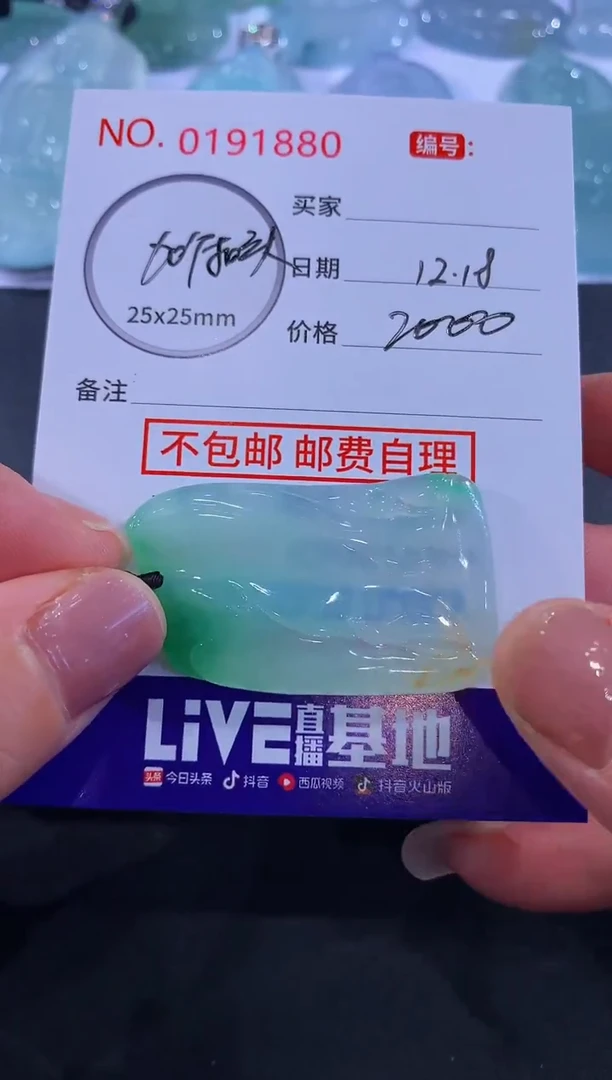 NO. 0191880 编号:
25x25mm
买家
日期 12.18
价格 2000
备注
不包邮 邮费自理
LiVE直播基地
头条 今日头条 抖音 西瓜视频 抖音火山版